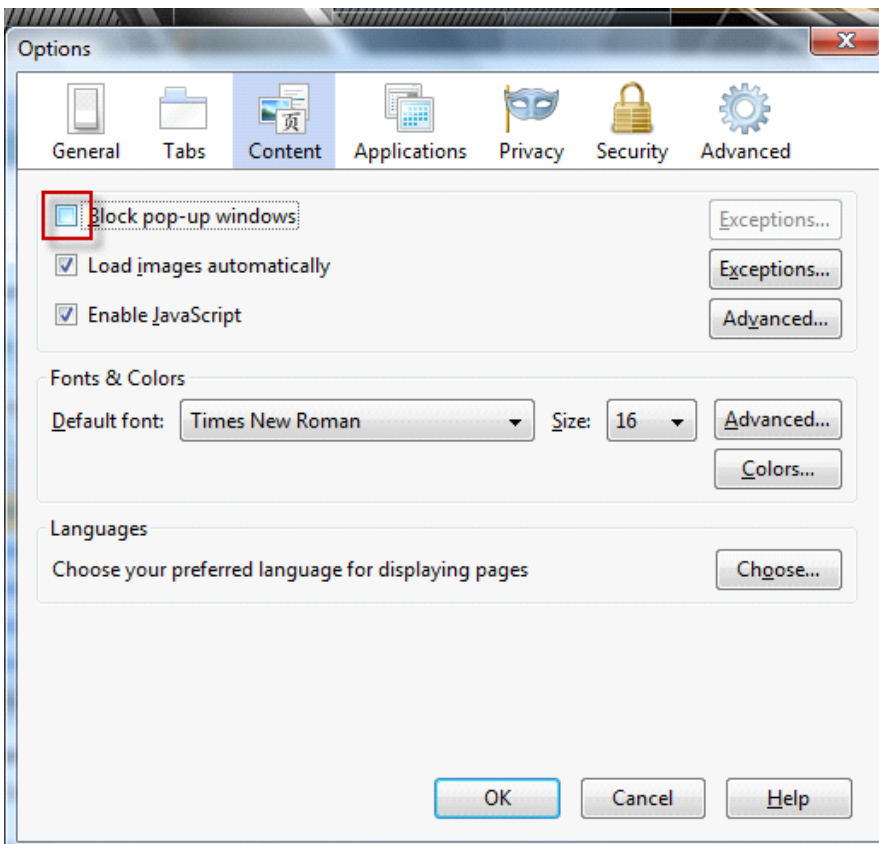 Options
General Tabs Content Applications Privacy Security Advanced
页
Block pop-up windows Exceptions...
Load images automatically Exceptions...
Enable JavaScript Advanced...
Fonts & Colors
Default font: Times New Roman Size: 16 Advanced...
Colors...
Languages
Choose your preferred language for displaying pages Choose...
OK Cancel Help